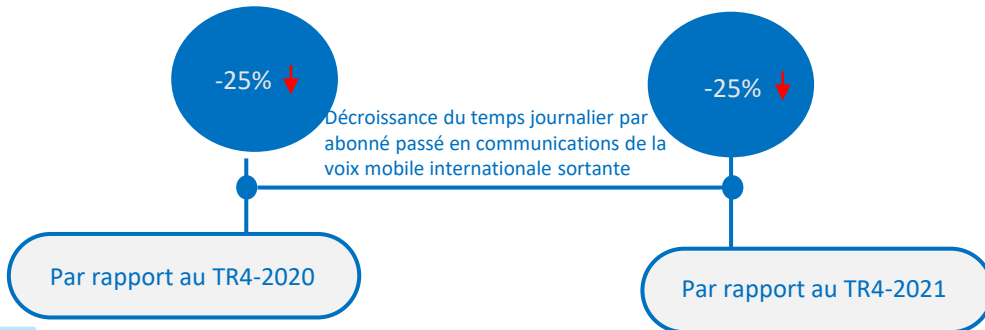 -25%
-25%
Décroissance du temps journalier par
abonné passé en communications de la
voix mobile internationale sortante
Par rapport au TR4-2020
Par rapport au TR4-2021